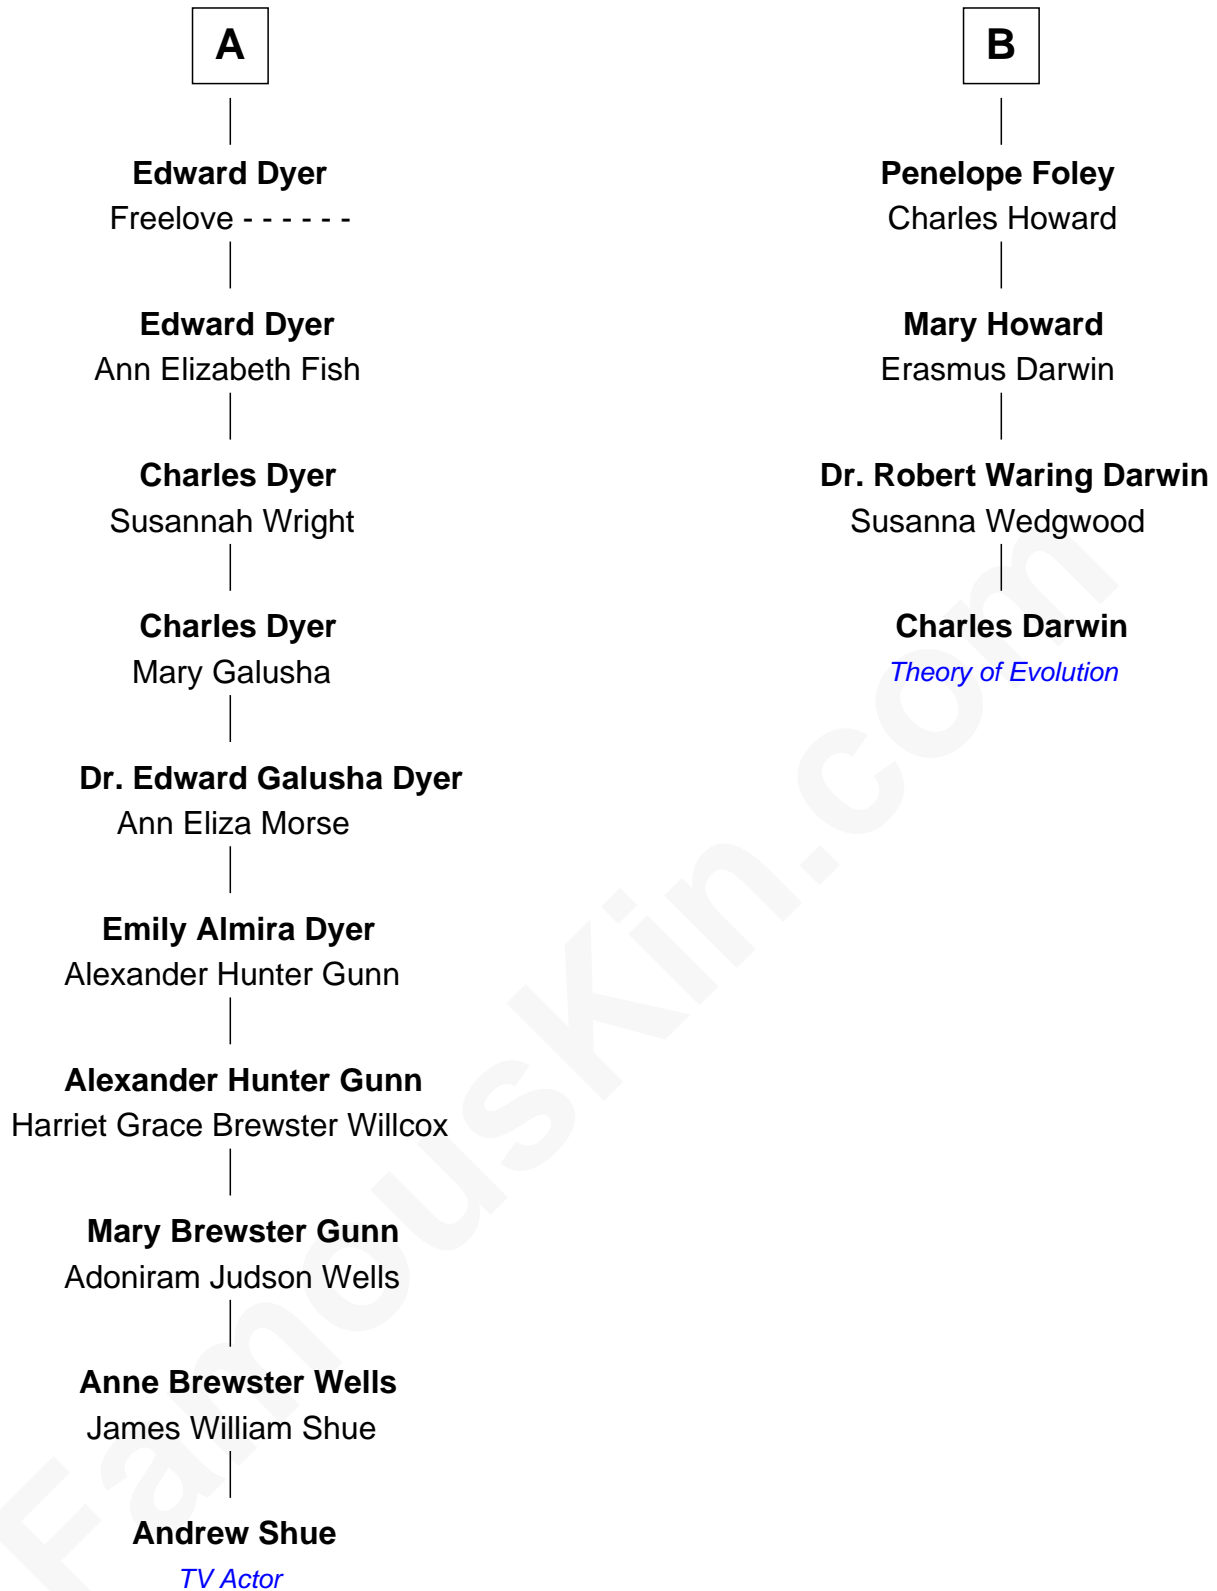 A
Edward Dyer
Freelove - - - - - -
Edward Dyer
Ann Elizabeth Fish
Charles Dyer
Susannah Wright
Charles Dyer
Mary Galusha
Dr. Edward Galusha Dyer
Ann Eliza Morse
Emily Almira Dyer
Alexander Hunter Gunn
Alexander Hunter Gunn
Harriet Grace Brewster Willcox
Mary Brewster Gunn
Adoniram Judson Wells
Anne Brewster Wells
James William Shue
Andrew Shue
TV Actor
B
Penelope Foley
Charles Howard
Mary Howard
Erasmus Darwin
Dr. Robert Waring Darwin
Susanna Wedgwood
Charles Darwin
Theory of Evolution
FamousKin.com